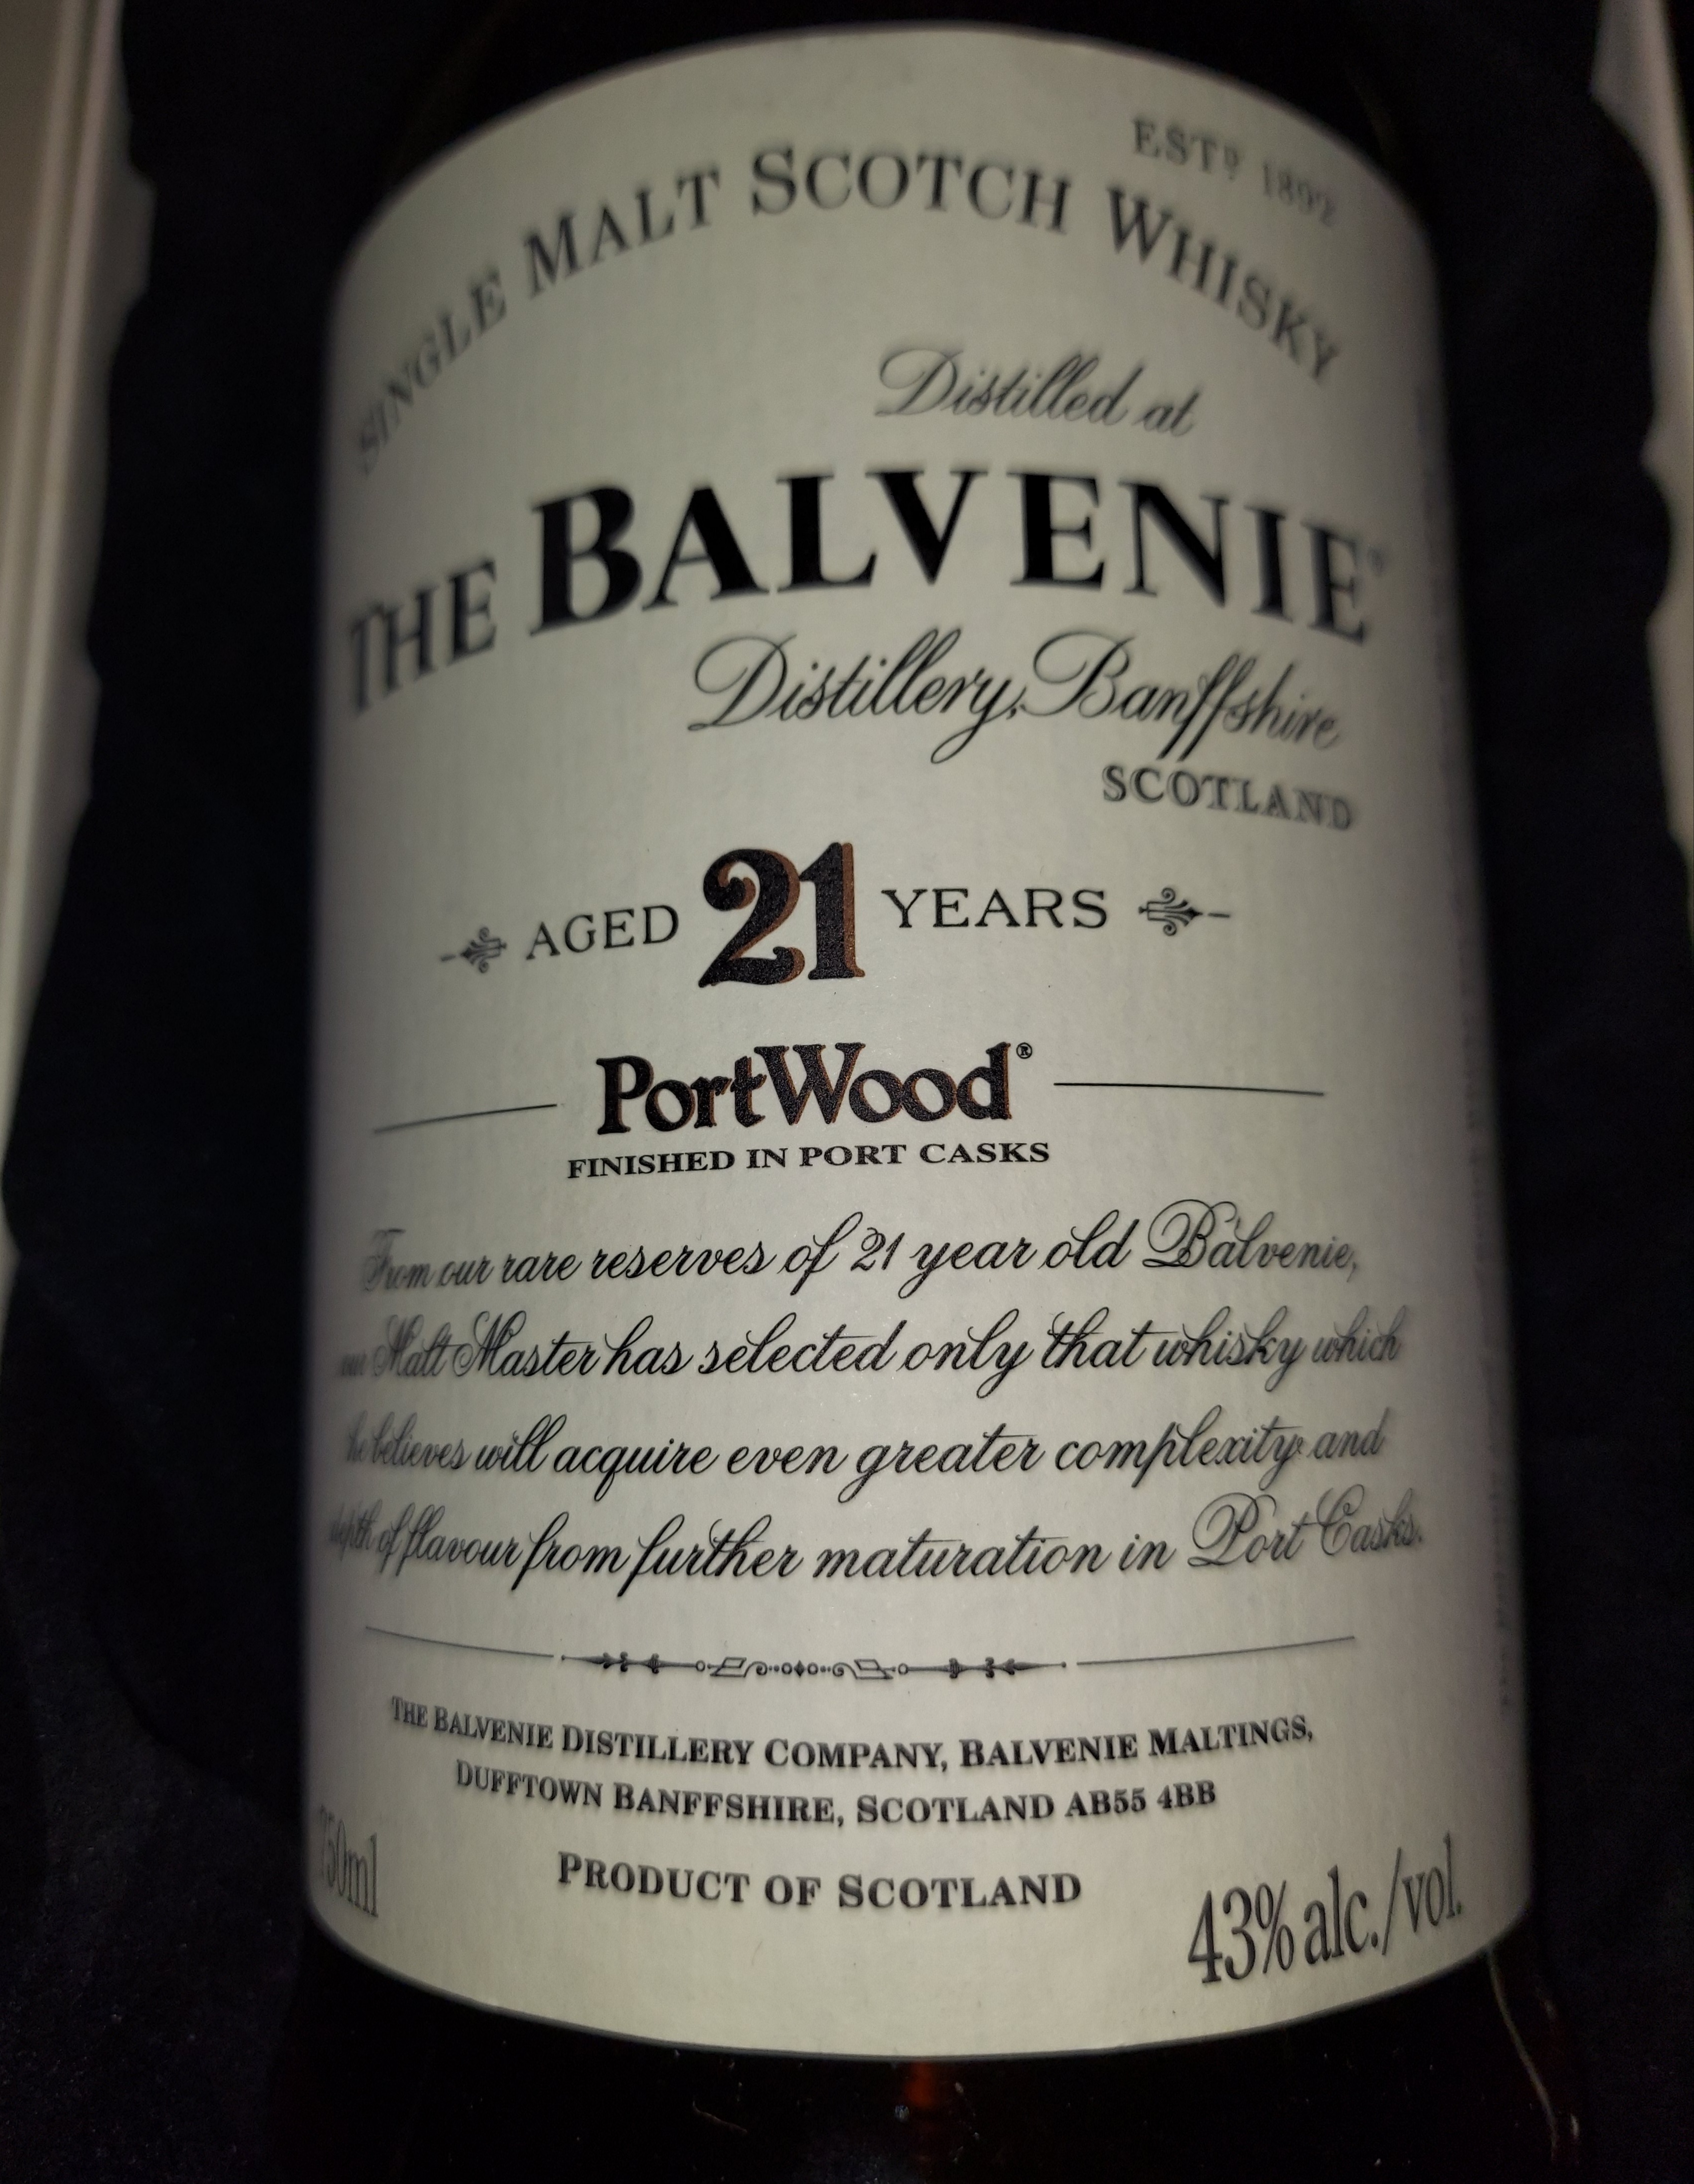 ESTD 1892
SINGLE MALT SCOTCH WHISKY
Distilled at
THE BALVENIE®
Distillery, Banffshire
SCOTLAND
AGED 21 YEARS
PortWood®
FINISHED IN PORT CASKS
From our rare reserves of 21 year old Balvenie,
our Malt Master has selected only that whisky which
he believes will acquire even greater complexity and
depth of flavour from further maturation in Port Casks.
THE BALVENIE DISTILLERY COMPANY, BALVENIE MALTINGS,
DUFFTOWN BANFFSHIRE, SCOTLAND AB55 4BB
750ml
PRODUCT OF SCOTLAND
43% alc./vol.